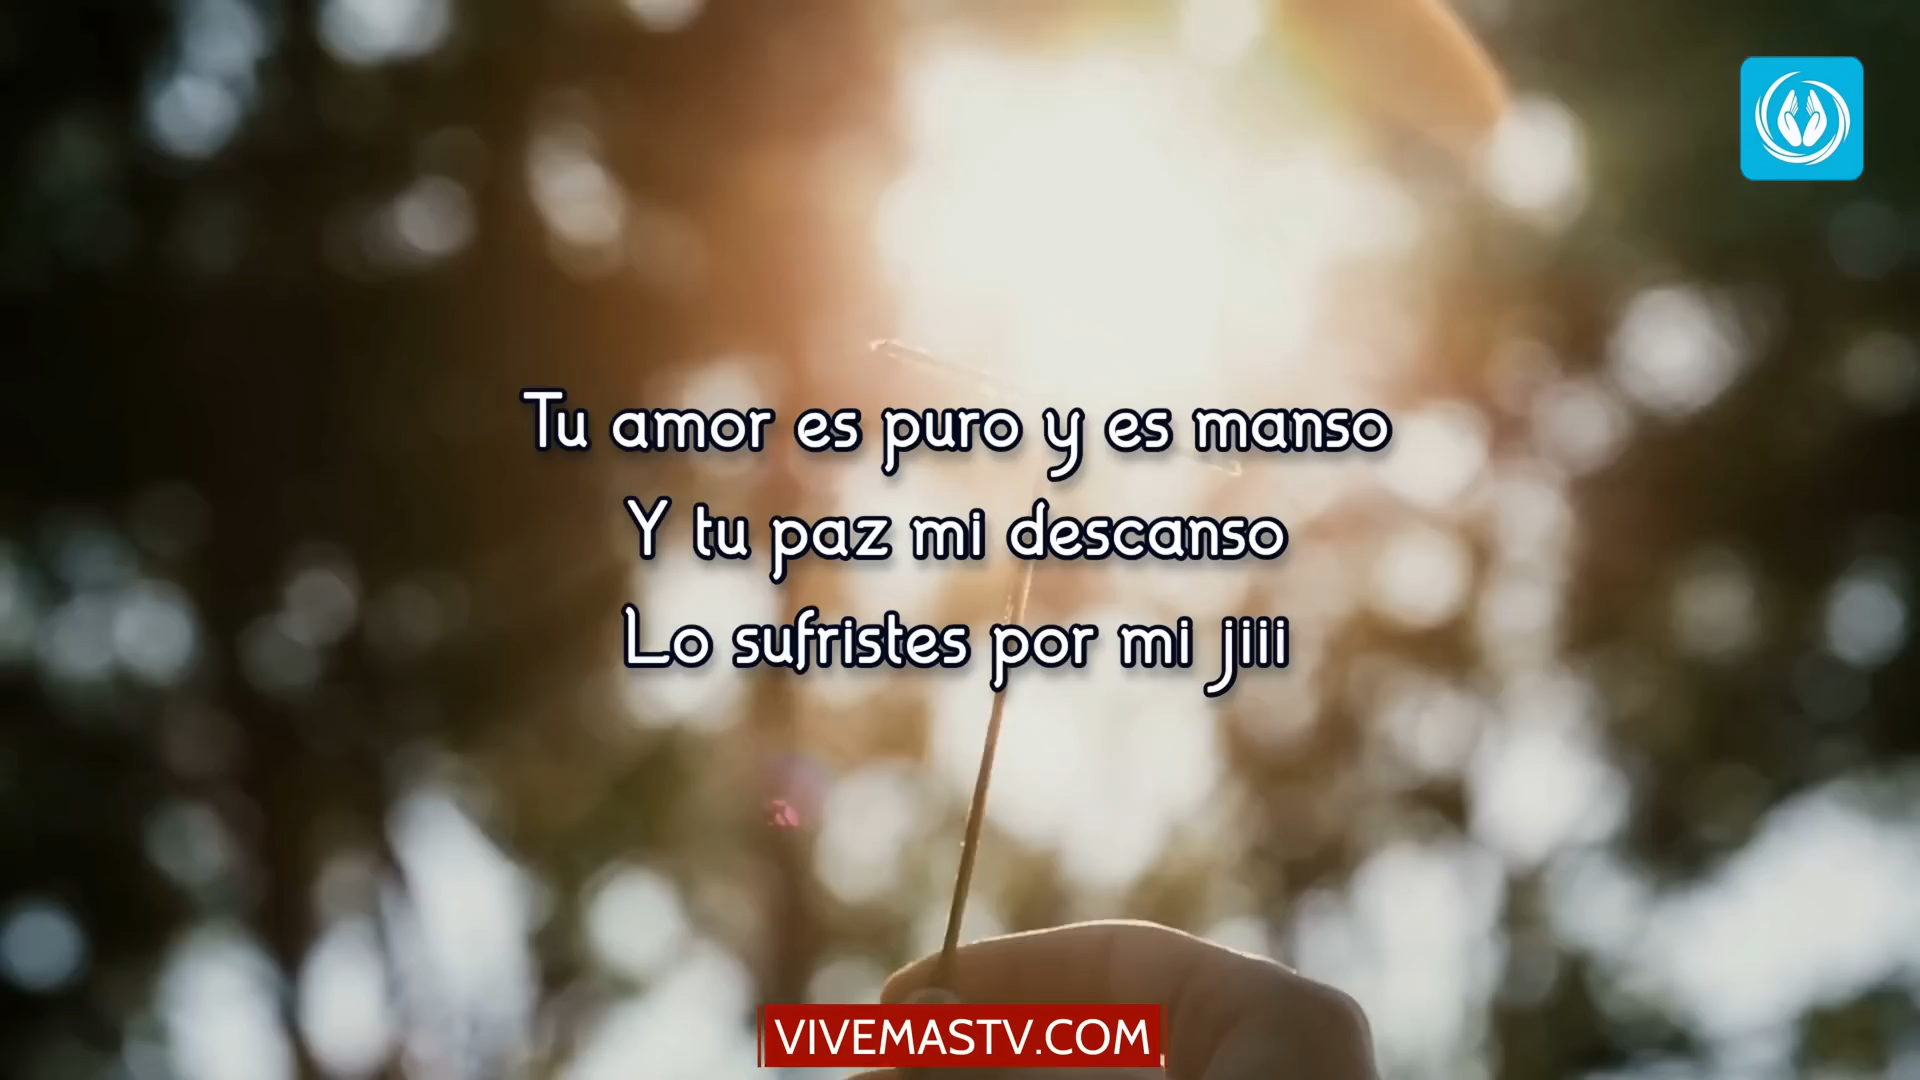 Tu amor es puro y es manso
Y tu paz mi descanso
Lo sufristes por mi jiii
VIVEMASTV.COM